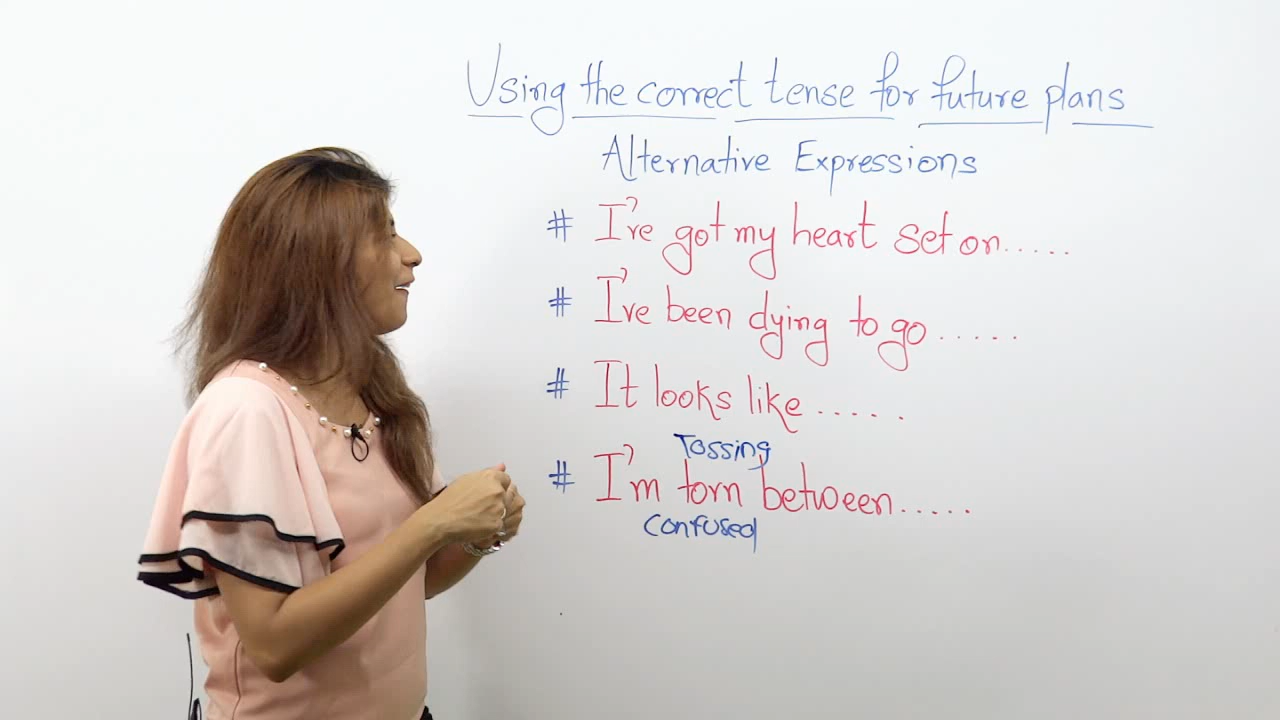 Using the correct tense for future plans
Alternative Expressions
# I've got my heart set on.....
# I've been dying to go.....
# It looks like.....
Tossing
# I'm torn between.....
confused